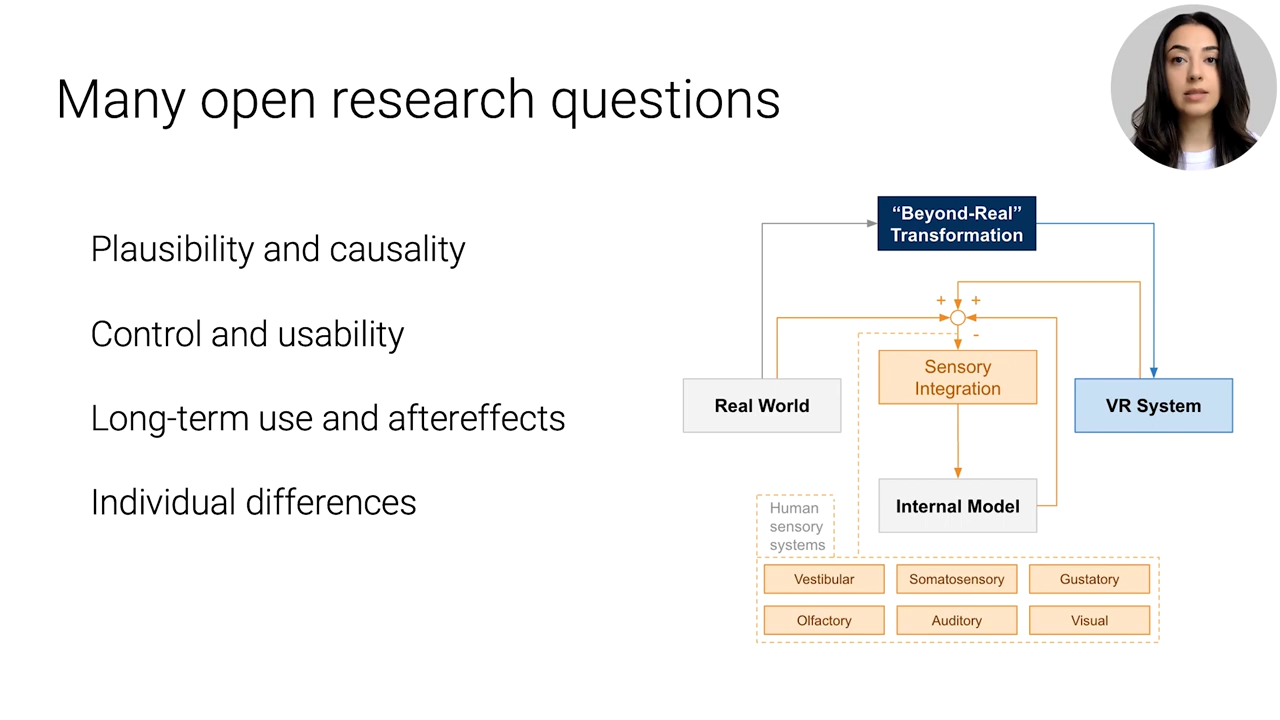 Many open research questions
Plausibility and causality
Control and usability
Long-term use and aftereffects
Individual differences
“Beyond-Real”
Transformation
+ +
-
Sensory
Integration
Real World
VR System
Internal Model
Human
sensory
systems
Vestibular Somatosensory Gustatory
Olfactory Auditory Visual